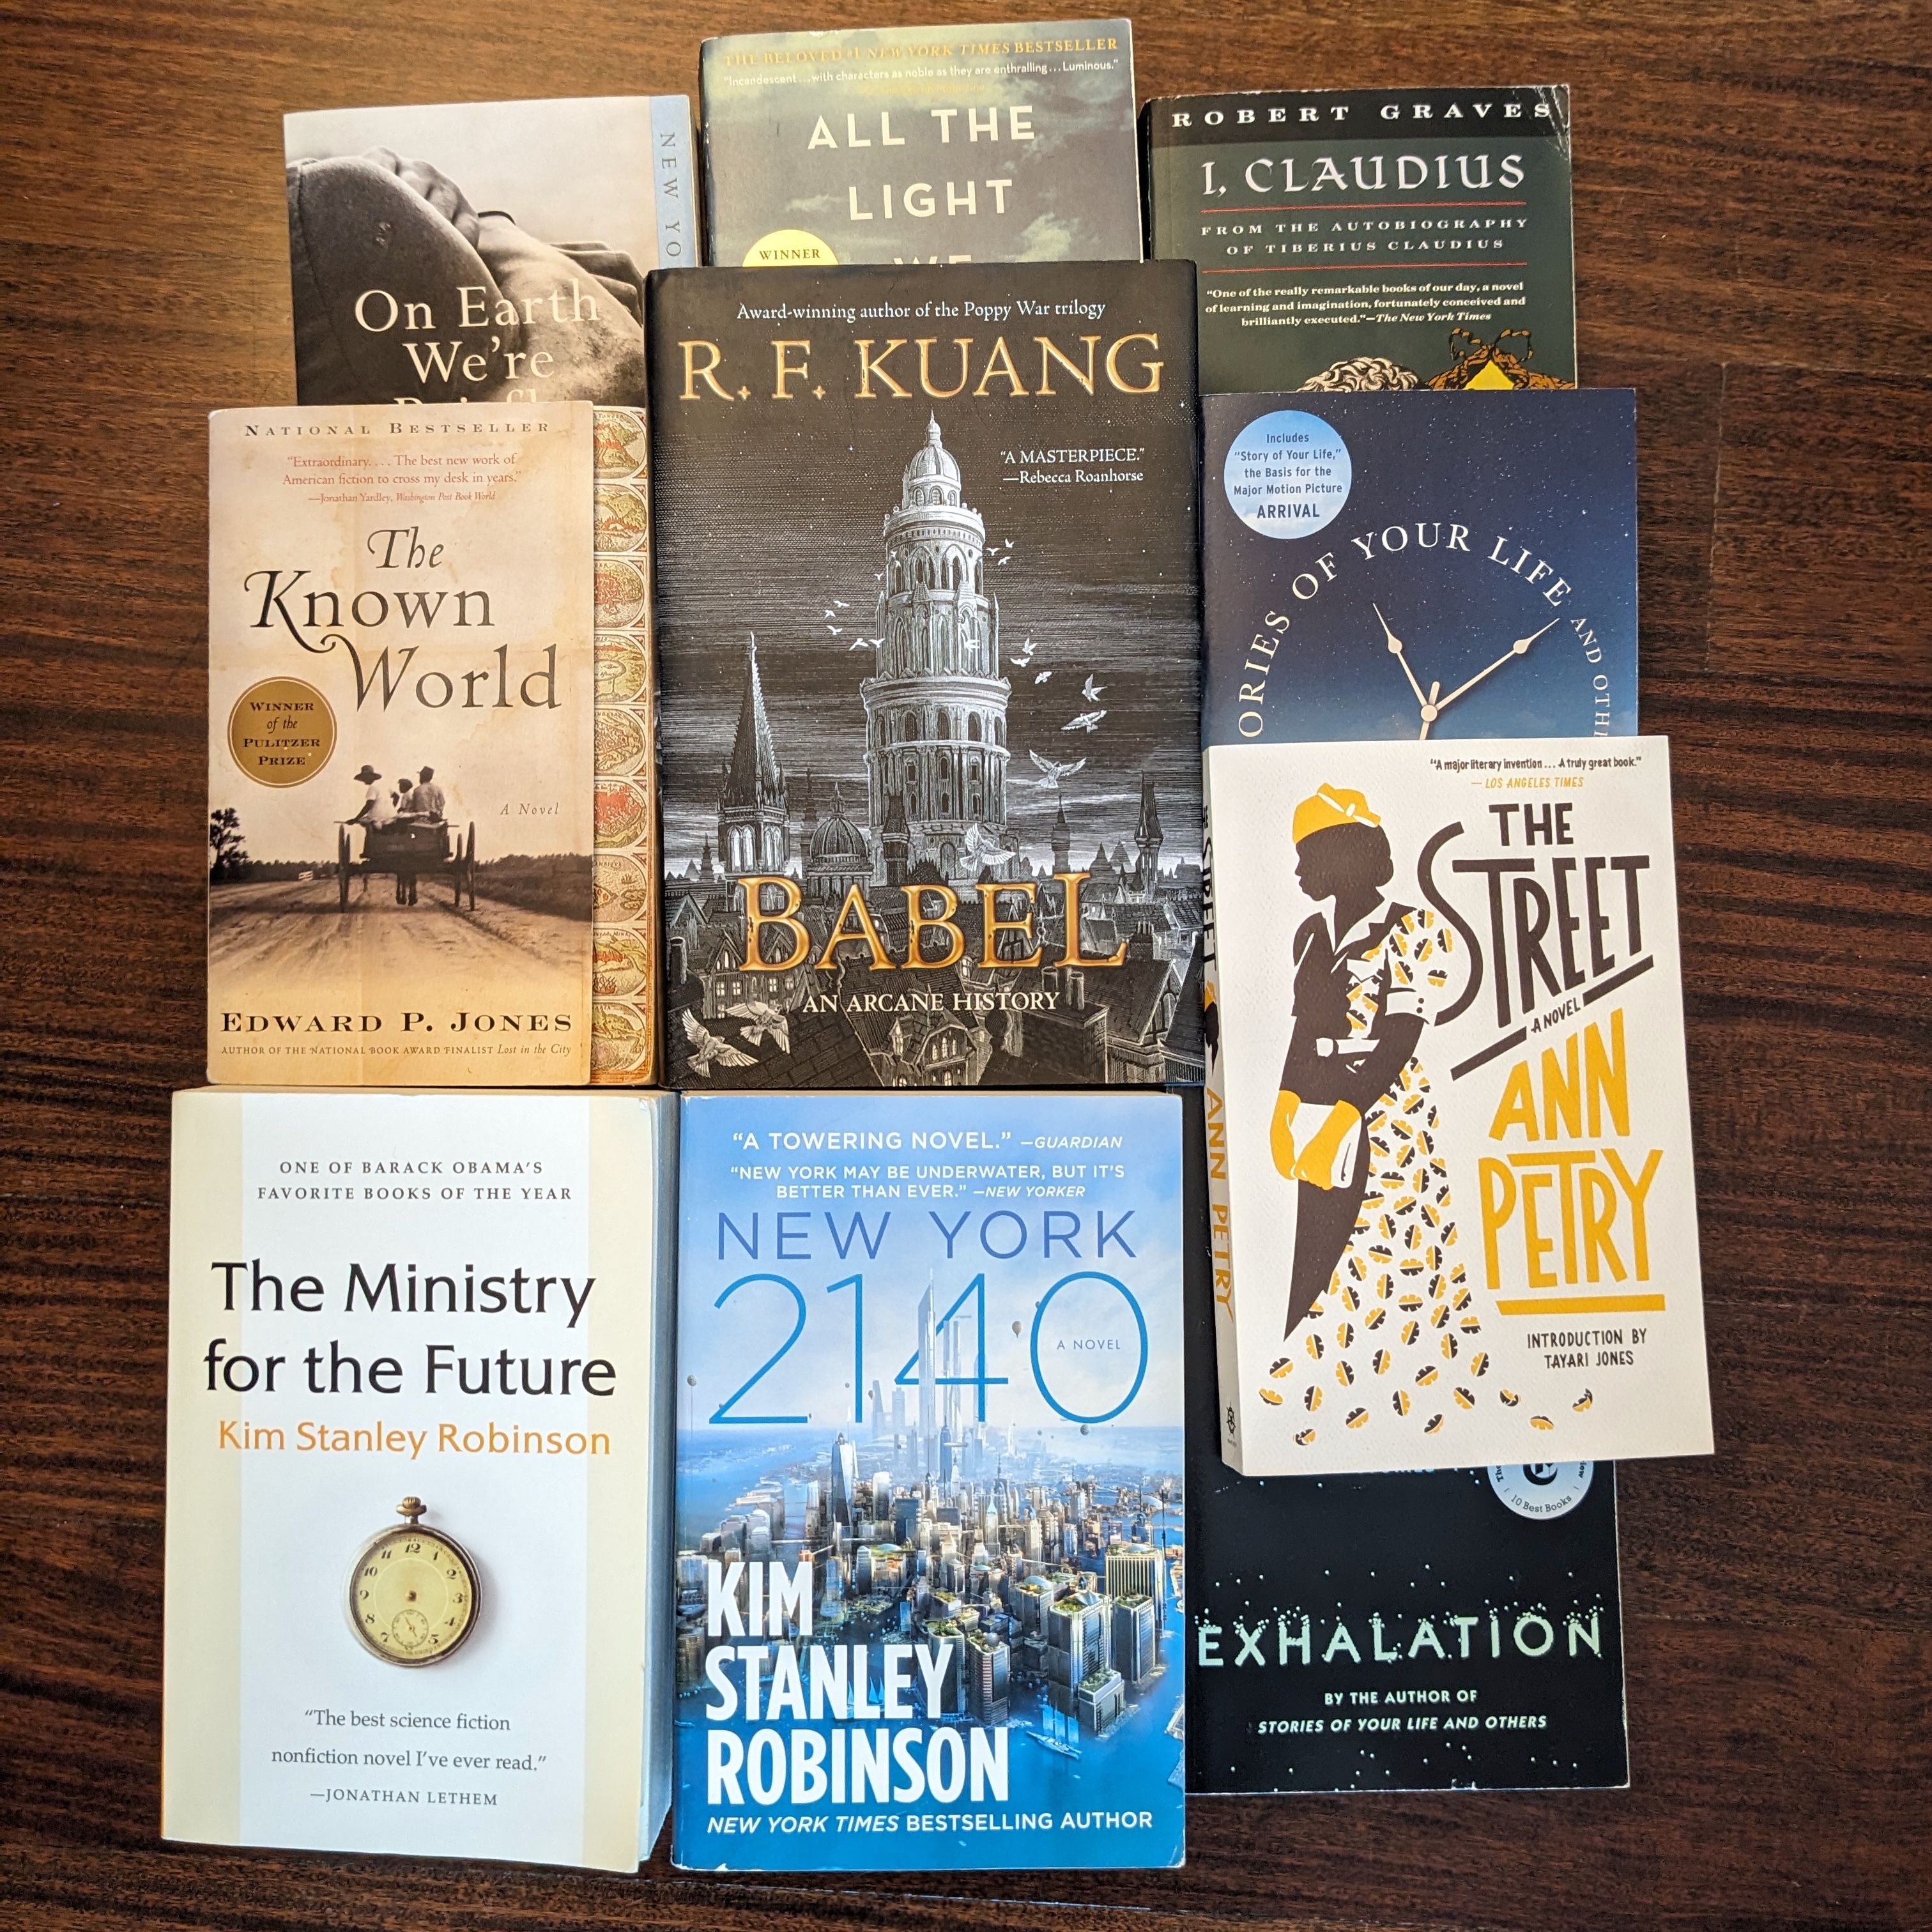 NEW YO
On Earth
We're
THE BELOVED #1 NEW YORK TIMES BESTSELLER
"Incandescent...with characters as noble as they are enthralling...Luminous."
ALL THE
LIGHT
WE
WINNER
ROBERT GRAVES
I, CLAUDIUS
FROM THE AUTOBIOGRAPHY
OF TIBERIUS CLAUDIUS
"One of the really remarkable books of our day, a novel
of learning and imagination, fortunately conceived and
brilliantly executed."—The New York Times
NATIONAL BESTSELLER
"Extraordinary. . . . The best new work of
American fiction to cross my desk in years."
—Jonathan Yardley, Washington Post Book World
The
Known
World
WINNER
of the
PULITZER
PRIZE
A Novel
EDWARD P. JONES
AUTHOR OF THE NATIONAL BOOK AWARD FINALIST Lost in the City
Award-winning author of the Poppy War trilogy
R. F. KUANG
"A MASTERPIECE."
—Rebecca Roanhorse
BABEL
AN ARCANE HISTORY
Includes
"Story of Your Life,"
the Basis for the
Major Motion Picture
ARRIVAL
ORIES OF YOUR LIFE AND OTH
"A major literary invention . . . A truly great book."
— LOS ANGELES TIMES
THE
STREET
A NOVEL
ANN
PETRY
INTRODUCTION BY
TAYARI JONES
STREET
ANN PETRY
ONE OF BARACK OBAMA'S
FAVORITE BOOKS OF THE YEAR
The Ministry
for the Future
Kim Stanley Robinson
11 12 1
10 2
9 3
8 4
7 5
"The best science fiction
nonfiction novel I've ever read."
—JONATHAN LETHEM
"A TOWERING NOVEL." —GUARDIAN
"NEW YORK MAY BE UNDERWATER, BUT IT'S
BETTER THAN EVER." —NEW YORKER
NEW YORK
2140
A NOVEL
KIM
STANLEY
ROBINSON
NEW YORK TIMES BESTSELLING AUTHOR
10 Best Books
EXHALATION
BY THE AUTHOR OF
STORIES OF YOUR LIFE AND OTHERS